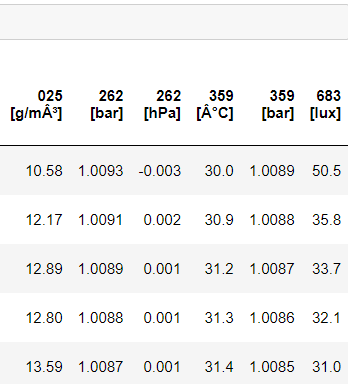 025 262 262 359 359 683
[g/mÂ³] [bar] [hPa] [Â°C] [bar] [lux]
10.58 1.0093 -0.003 30.0 1.0089 50.5
12.17 1.0091 0.002 30.9 1.0088 35.8
12.89 1.0089 0.001 31.2 1.0087 33.7
12.80 1.0088 0.001 31.3 1.0086 32.1
13.59 1.0087 0.001 31.4 1.0085 31.0